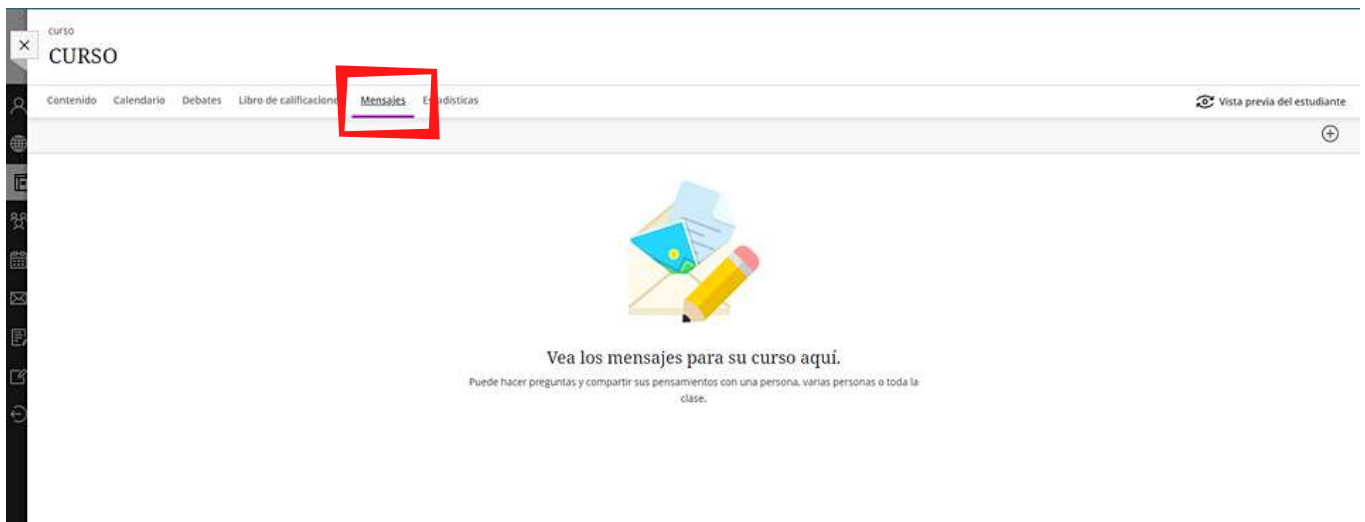 curso
CURSO
Contenido Calendario Debates Libro de calificacione Mensajes Estadísticas Vista previa del estudiante
Vea los mensajes para su curso aquí.
Puede hacer preguntas y compartir sus pensamientos con una persona, varias personas o toda la
clase.